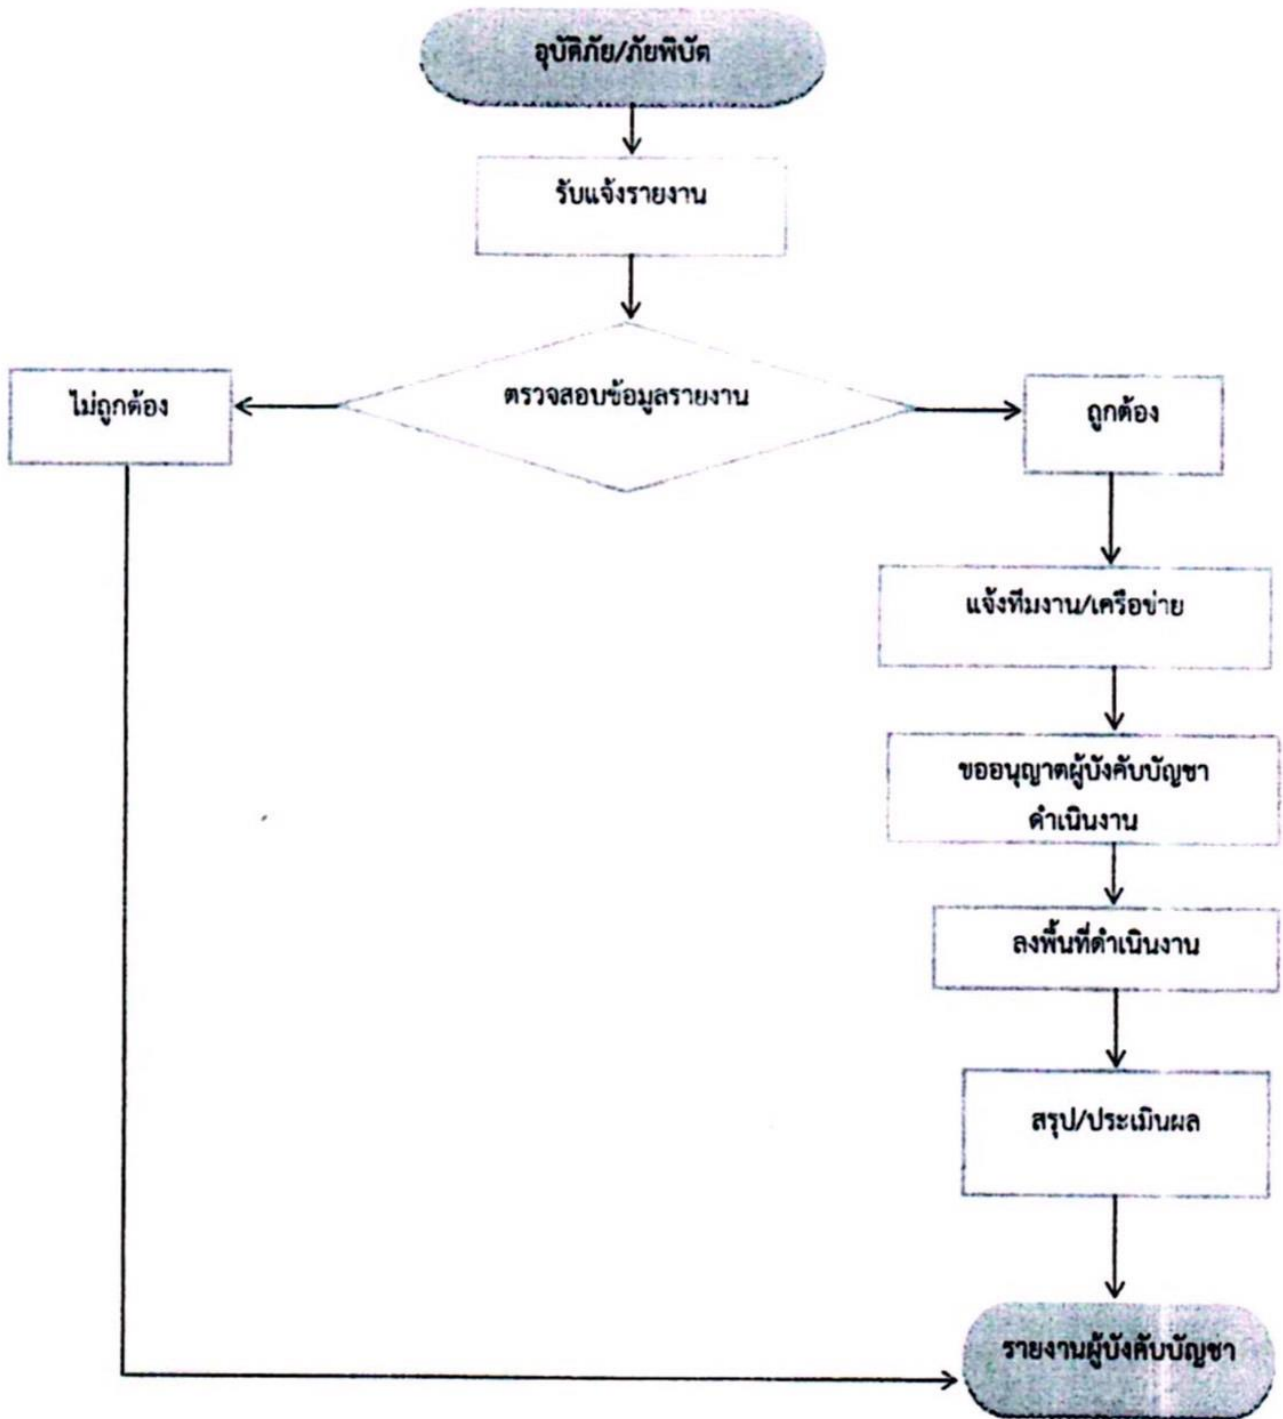 อุบัติภัย/ภัยพิบัต
รับแจ้งรายงาน
ตรวจสอบข้อมูลรายงาน
ไม่ถูกต้อง
ถูกต้อง
แจ้งทีมงาน/เครือข่าย
ขออนุญาตผู้บังคับบัญชา
ดำเนินงาน
ลงพื้นที่ดำเนินงาน
สรุป/ประเมินผล
รายงานผู้บังคับบัญชา